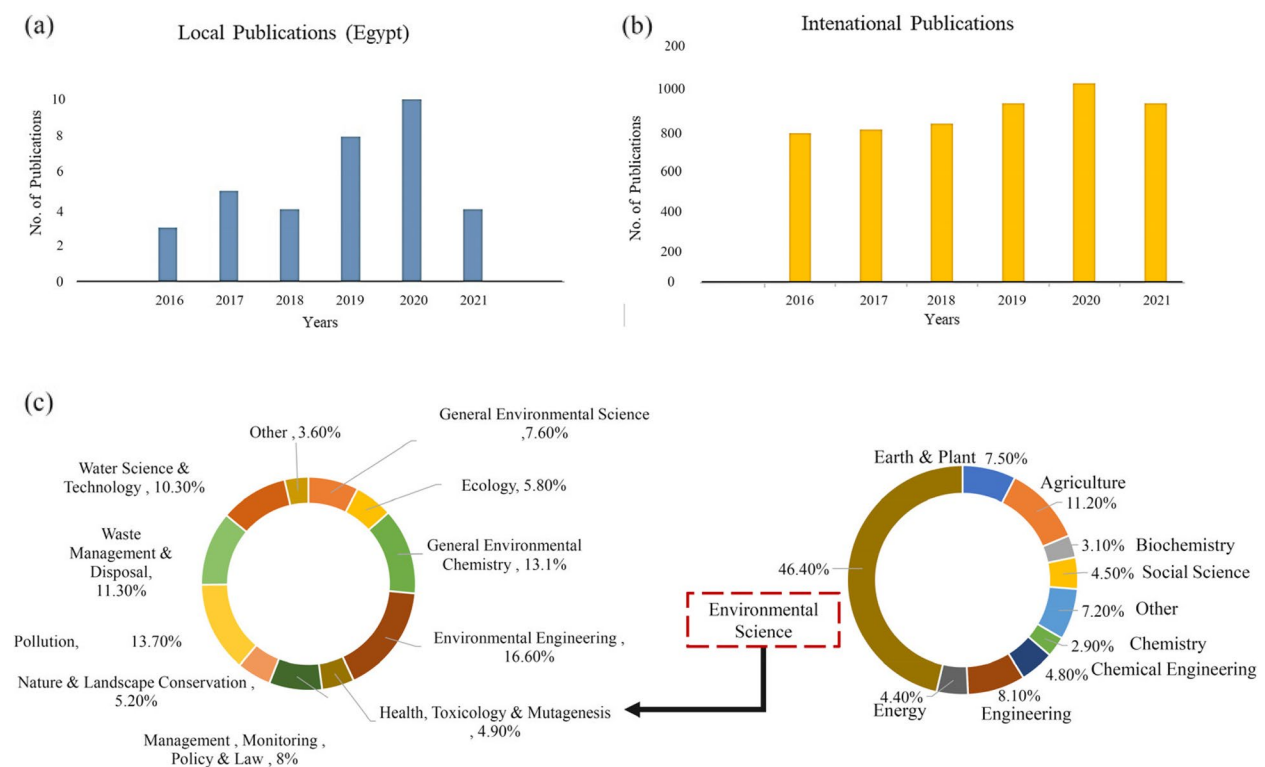 (a)
Local Publications (Egypt)
No. of Publications
10
8
6
4
2
0
2016 2017 2018 2019 2020 2021
Years
(b)
Intenational Publications
No. of Publications
200
1000
800
600
400
200
0
2016 2017 2018 2019 2020 2021
Years
(c)
General Environmental Science
,7.60%
Ecology, 5.80%
General Environmental
Chemistry , 13.1%
Environmental Engineering ,
16.60%
Health, Toxicology & Mutagenesis
, 4.90%
Management , Monitoring ,
Policy & Law , 8%
Nature & Landscape Conservation ,
5.20%
Pollution, 13.70%
Waste
Management &
Disposal,
11.30%
Water Science &
Technology , 10.30%
Other , 3.60%
Environmental
Science
Earth & Plant 7.50%
Agriculture
11.20%
3.10% Biochemistry
4.50% Social Science
7.20% Other
2.90% Chemistry
4.80% Chemical Engineering
8.10%
Engineering
4.40%
Energy
46.40%